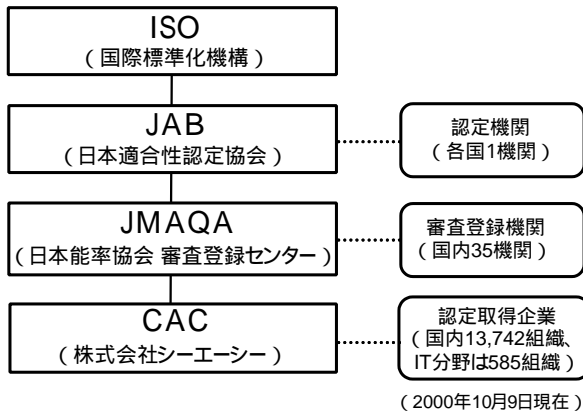 ISO
（国際標準化機構）
JAB
（日本適合性認定協会）
認定機関
（各国1機関）
JMAQA
（日本能率協会 審査登録センター）
審査登録機関
（国内35機関）
CAC
（株式会社シーエーシー）
認定取得企業
（国内13,742組織、
IT分野は585組織）
（2000年10月9日現在）